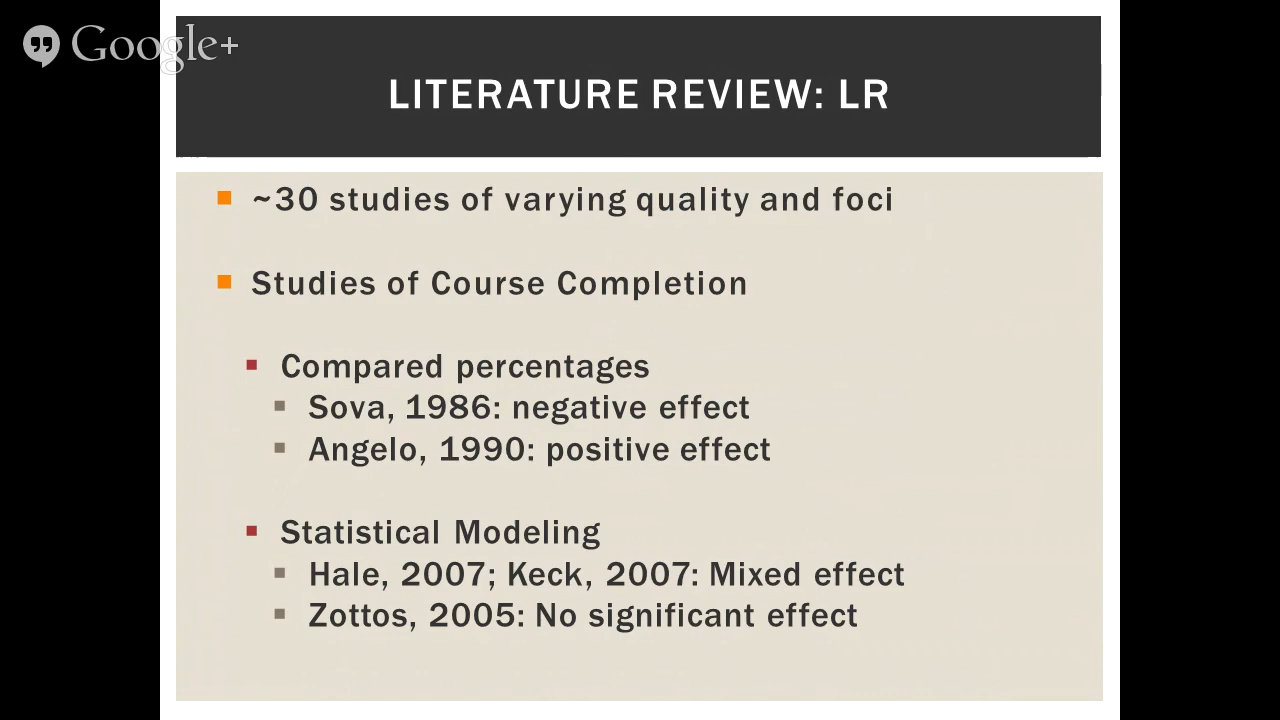 Google+
LITERATURE REVIEW: LR
~30 studies of varying quality and foci
Studies of Course Completion
Compared percentages
Sova, 1986: negative effect
Angelo, 1990: positive effect
Statistical Modeling
Hale, 2007; Keck, 2007: Mixed effect
Zottos, 2005: No significant effect